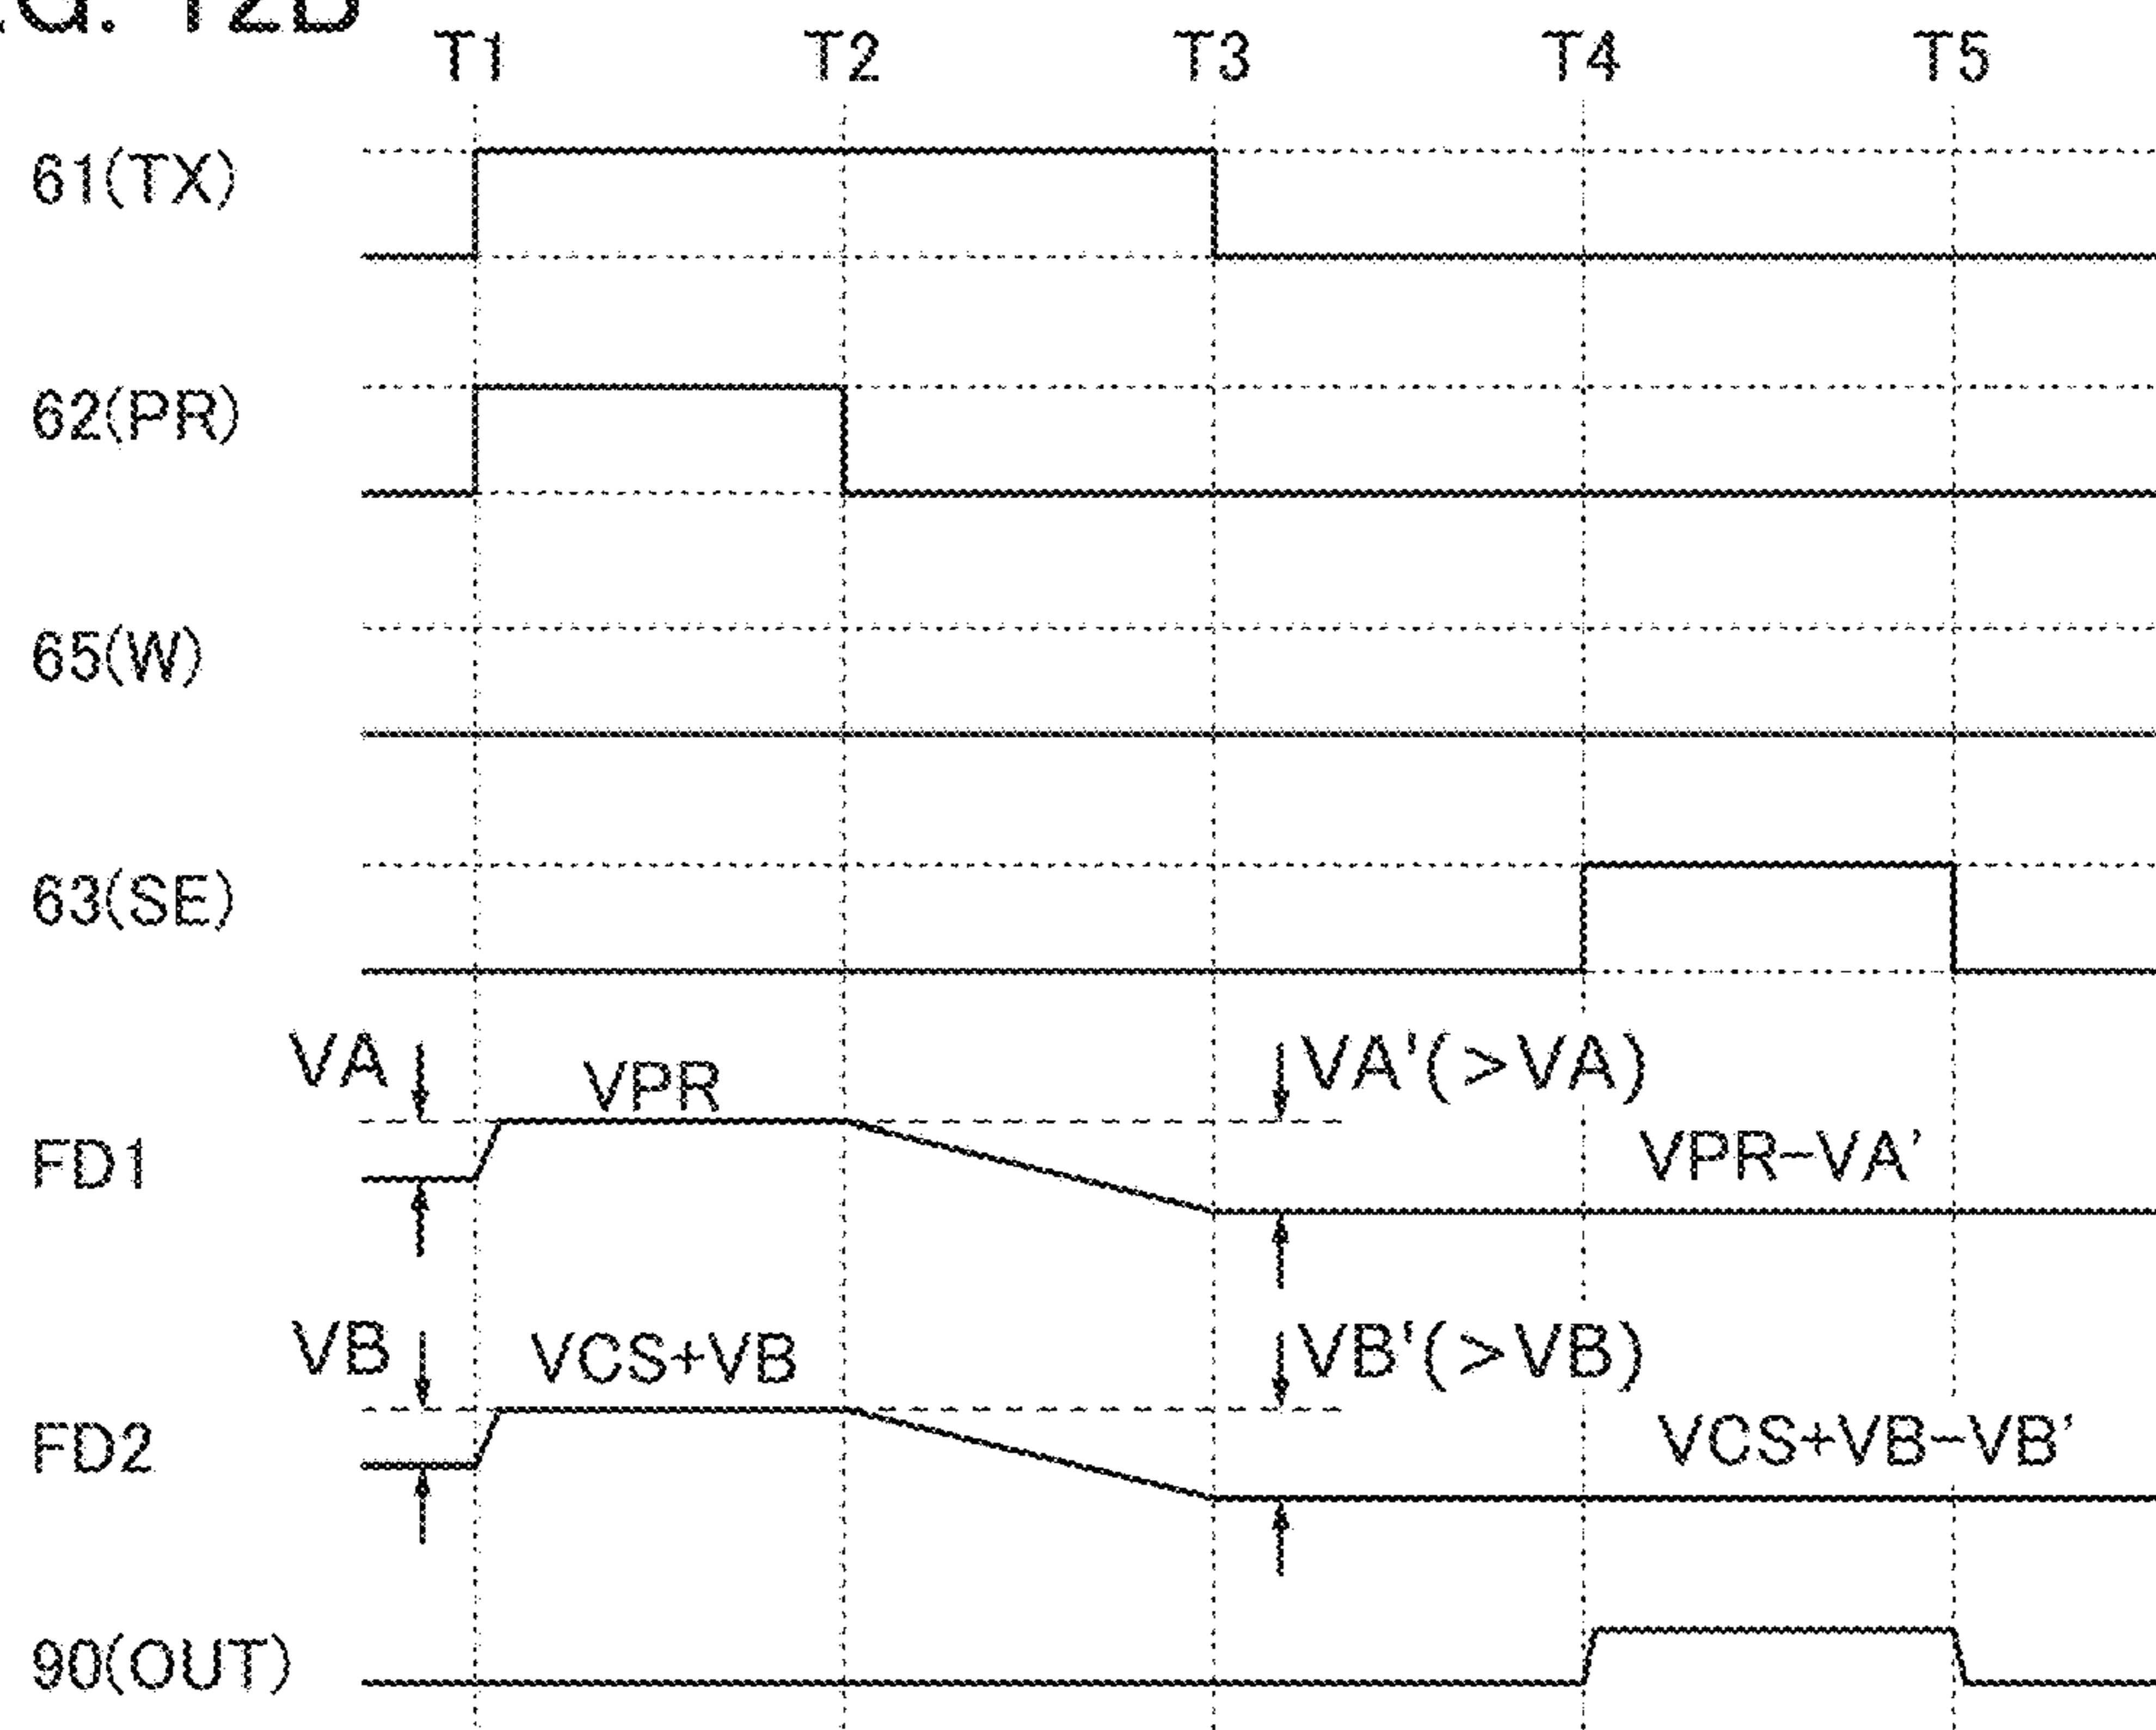 12B
T1 T2 T3 T4 T5
61(TX)
62(PR)
65(W)
63(SE)
VA VPR VA'(>VA)
FD1 VPR-VA'
VB VCS+VB VB'(>VB)
FD2 VCS+VB-VB'
90(OUT)